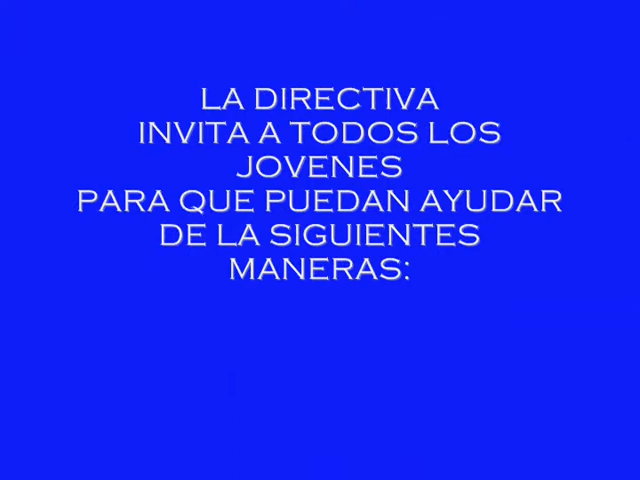 LA DIRECTIVA
INVITA A TODOS LOS
JOVENES
PARA QUE PUEDAN AYUDAR
DE LA SIGUIENTES
MANERAS: